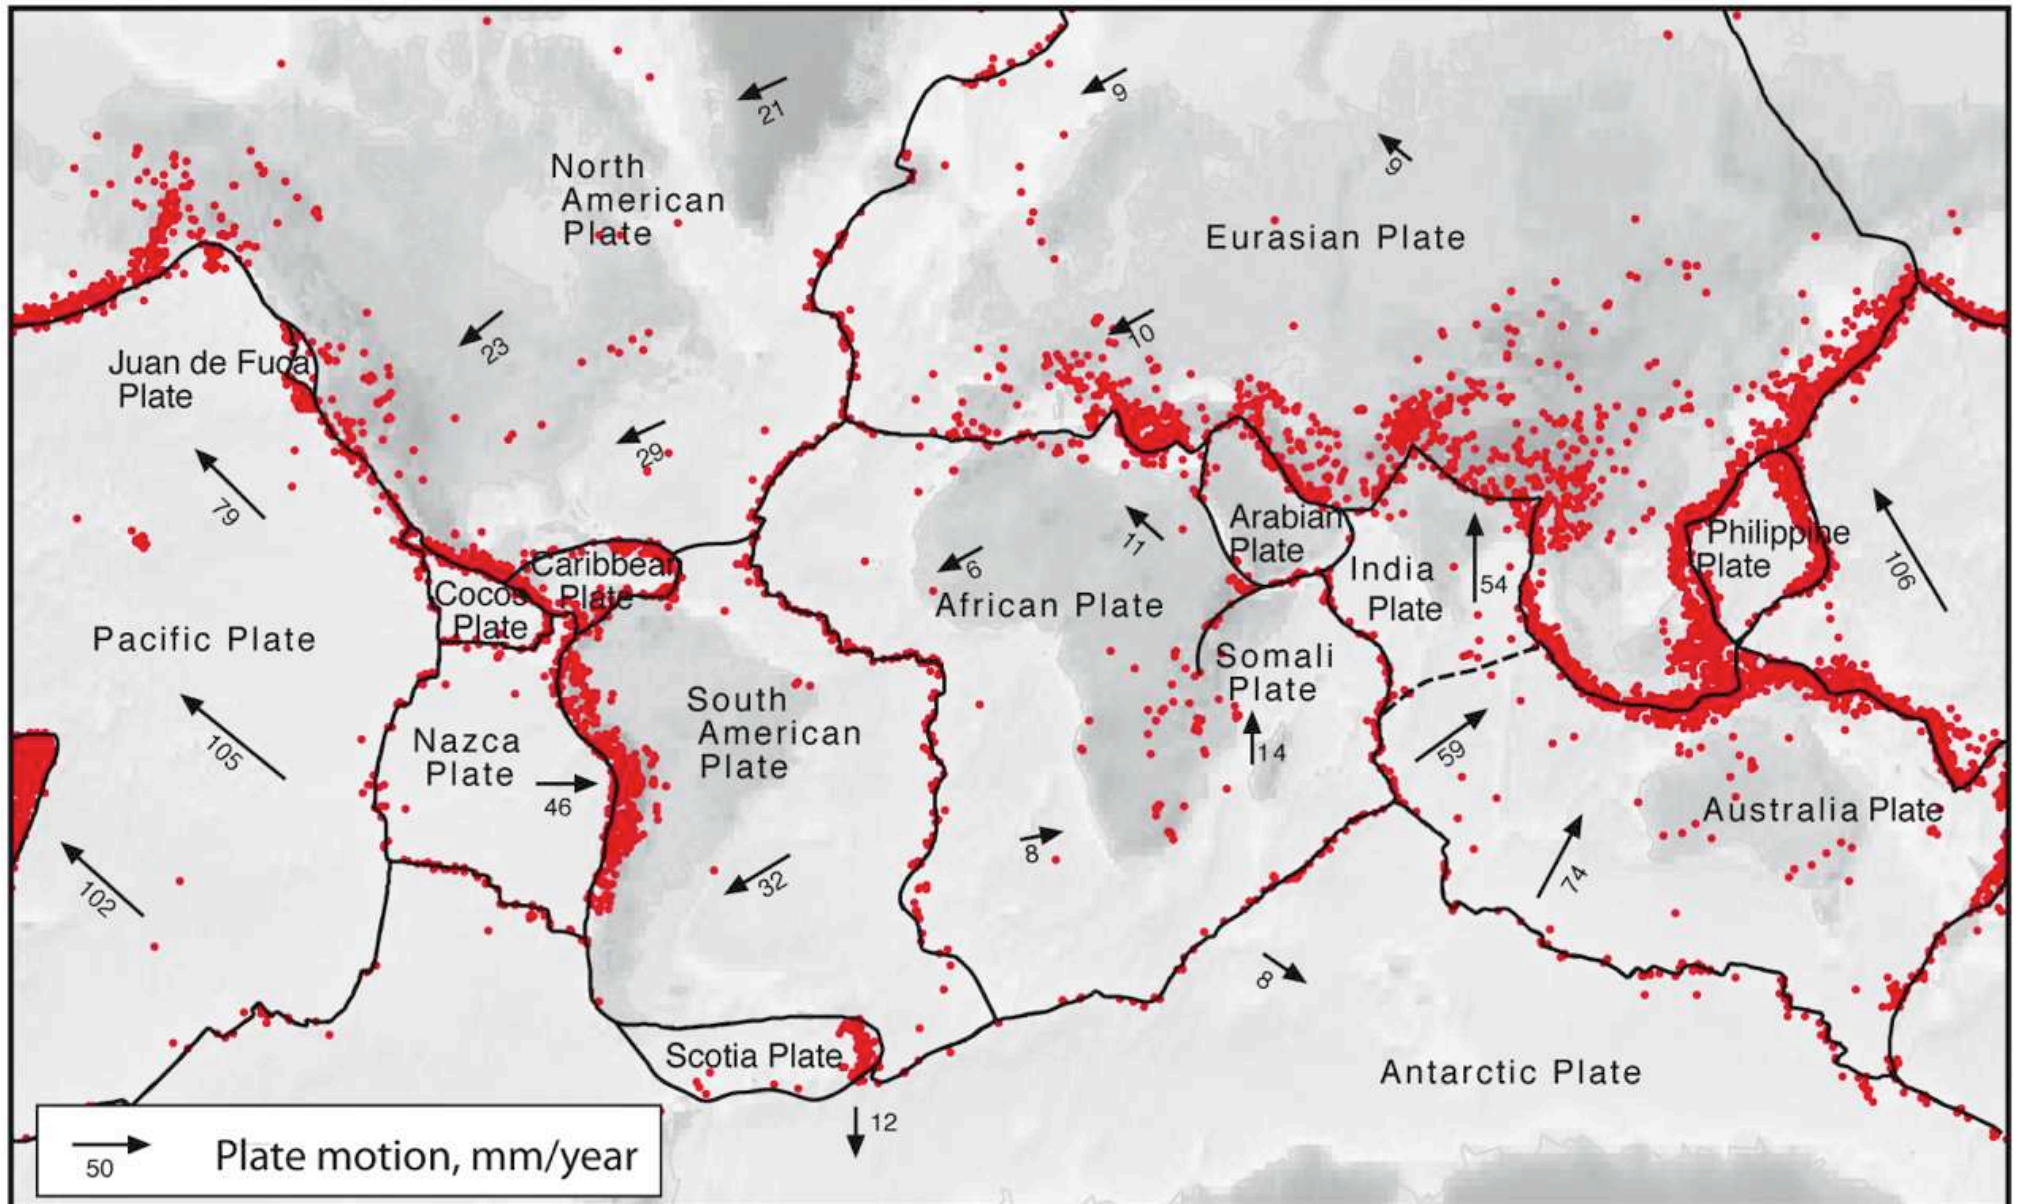 21
9
North
American
Plate
9
Eurasian Plate
23
10
Juan de Fuca
Plate
29
79
Arabian
Plate
11
Philippine
Plate
Caribbean
Plate
India
Plate
54
106
Cocos
Plate
6
African Plate
Pacific Plate
Somali
Plate
South
American
Plate
Nazca
Plate
105
46
14
59
Australia Plate
8
32
74
102
8
Scotia Plate
Antarctic Plate
12
50
Plate motion, mm/year